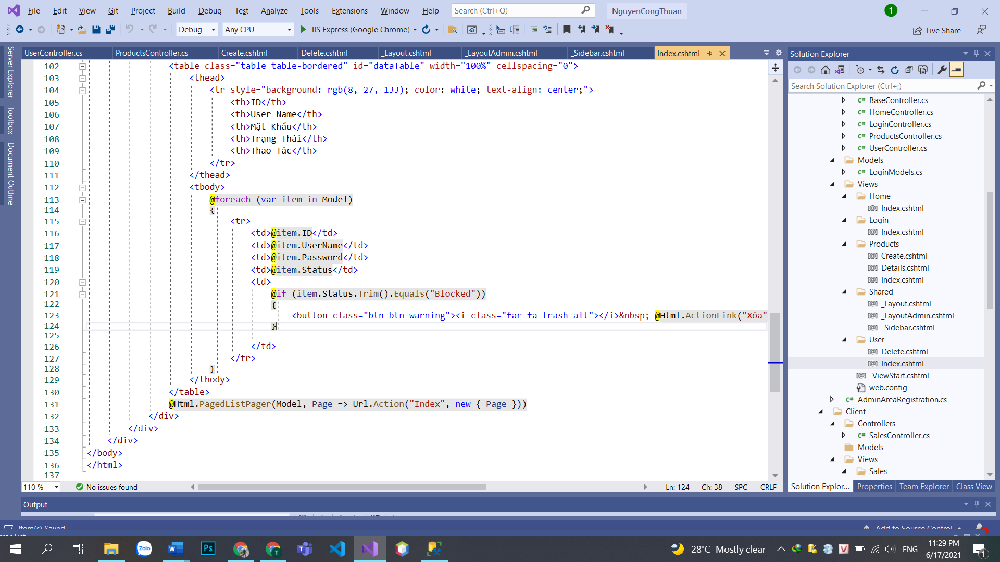 File Edit View Git Project Build Debug Test Analyze Tools Extensions Window Help Search (Ctrl+Q) NguyenCongThuan 1
Debug Any CPU IIS Express (Google Chrome) Live Share
Server Explorer
Toolbox
Document Outline
UserController.cs ProductsController.cs Create.cshtml Delete.cshtml _Layout.cshtml _LayoutAdmin.cshtml _Sidebar.cshtml Index.cshtml
102 <table class="table table-bordered" id="dataTable" width="100%" cellspacing="0">
103 <thead>
104 <tr style="background: rgb(8, 27, 133); color: white; text-align: center;">
105 <th>ID</th>
106 <th>User Name</th>
107 <th>Mật Khẩu</th>
108 <th>Trạng Thái</th>
109 <th>Thao Tác</th>
110 </tr>
111 </thead>
112 <tbody>
113 @foreach (var item in Model)
114 {
115 <tr>
116 <td>@item.ID</td>
117 <td>@item.UserName</td>
118 <td>@item.Password</td>
119 <td>@item.Status</td>
120 <td>
121 @if (item.Status.Trim().Equals("Blocked"))
122 {
123 <button class="btn btn-warning"><i class="far fa-trash-alt"></i>&nbsp; @Html.ActionLink("Xóa"
124 }
125
126 </td>
127 </tr>
128 }
129 </tbody>
130 </table>
131 @Html.PagedListPager(Model, Page => Url.Action("Index", new { Page }))
132 </div>
133 </div>
134 </div>
135 </body>
136 </html>
137
110 % No issues found Ln: 124 Ch: 38 SPC CRLF
Solution Explorer
Search Solution Explorer (Ctrl+;)
C# BaseController.cs
C# HomeController.cs
C# LoginController.cs
C# ProductsController.cs
C# UserController.cs
Models
C# LoginModels.cs
Views
Home
[@] Index.cshtml
Login
[@] Index.cshtml
Products
[@] Create.cshtml
[@] Details.cshtml
[@] Index.cshtml
Shared
[@] _Layout.cshtml
[@] _LayoutAdmin.cshtml
[@] _Sidebar.cshtml
User
[@] Delete.cshtml
[@] Index.cshtml
[@] _ViewStart.cshtml
web.config
C# AdminAreaRegistration.cs
Client
Controllers
C# SalesController.cs
Models
Views
Sales
Solution Explor... Properties Team Explorer Class View
Output
Item(s) Saved Add to Source Control
Zalo W Ps T 28°C Mostly clear V ENG 11:29 PM
6/17/2021 1